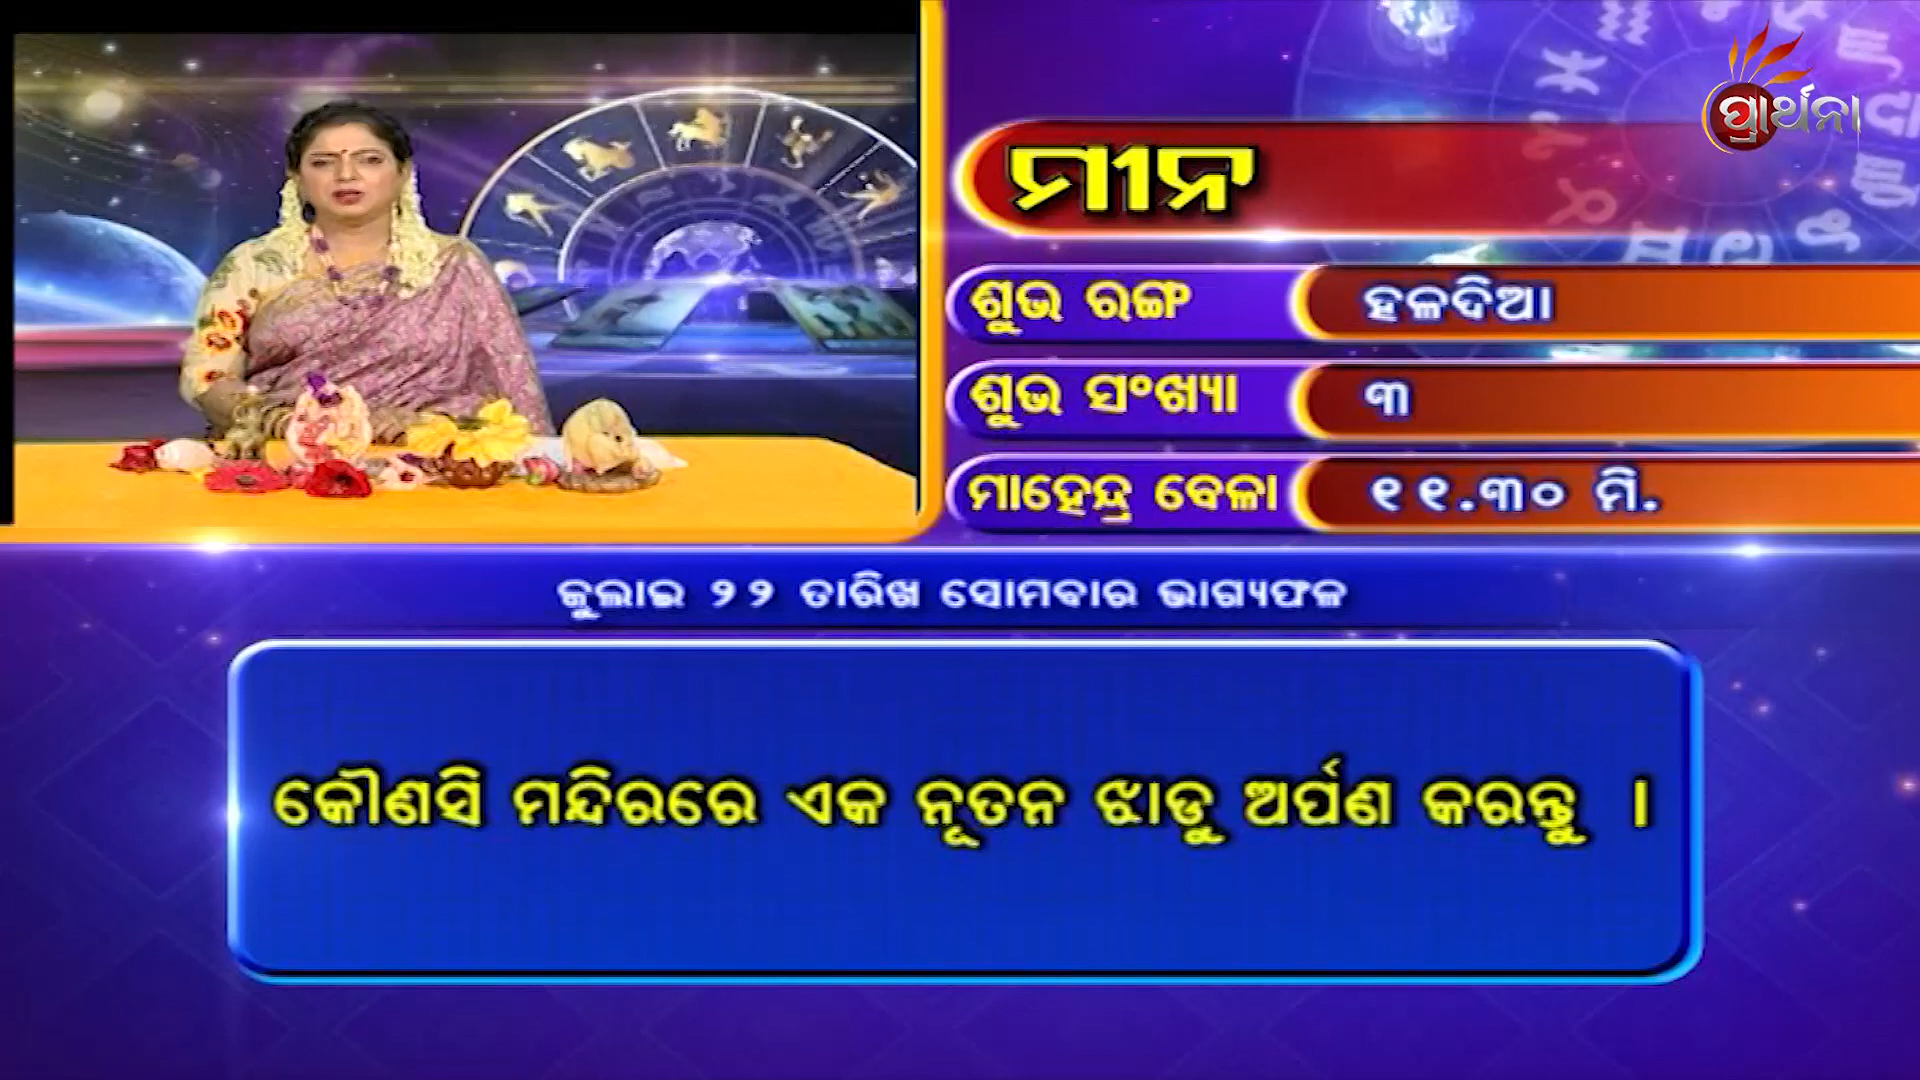 ପ୍ରାର୍ଥନା
ମୀନ
ଶୁଭ ରଙ୍ଗ ହଳଦିଆ
ଶୁଭ ସଂଖ୍ୟା ୩
ମାହେନ୍ଦ୍ର ବେଳା ୧୧.୩୦ ମି.
ଜୁଲାଇ ୨୨ ତାରିଖ ସୋମବାର ଭାଗ୍ୟଫଳ
କୌଣସି ମନ୍ଦିରରେ ଏକ ନୂତନ ଝାଡୁ ଅର୍ପଣ କରନ୍ତୁ ।